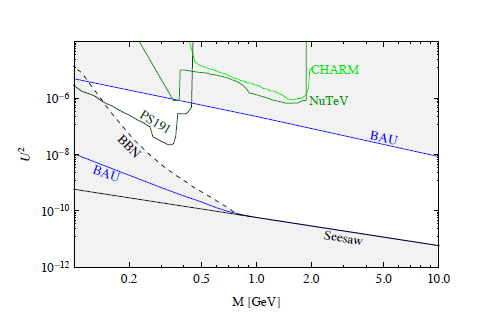 CHARM
10⁻⁶
NuTeV
PS191
BAU
U²
BBN
10⁻⁸
BAU
10⁻¹⁰
Seesaw
10⁻¹²
0.2 0.5 1.0 2.0 5.0 10.0
M [GeV]